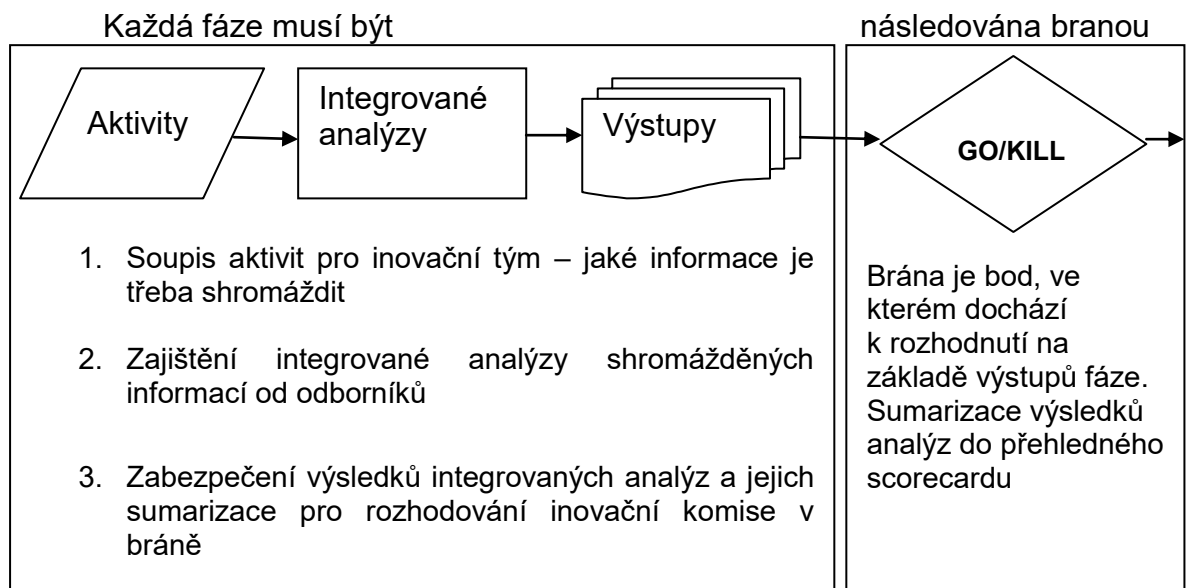 Každá fáze musí být
následována branou
Aktivity
Integrované
analýzy
Výstupy
GO/KILL
1. Soupis aktivit pro inovační tým – jaké informace je
třeba shromáždit
2. Zajištění integrované analýzy shromážděných
informací od odborníků
3. Zabezpečení výsledků integrovaných analýz a jejich
sumarizace pro rozhodování inovační komise v
bráně
Brána je bod, ve
kterém dochází
k rozhodnutí na
základě výstupů fáze.
Sumarizace výsledků
analýz do přehledného
scorecardu